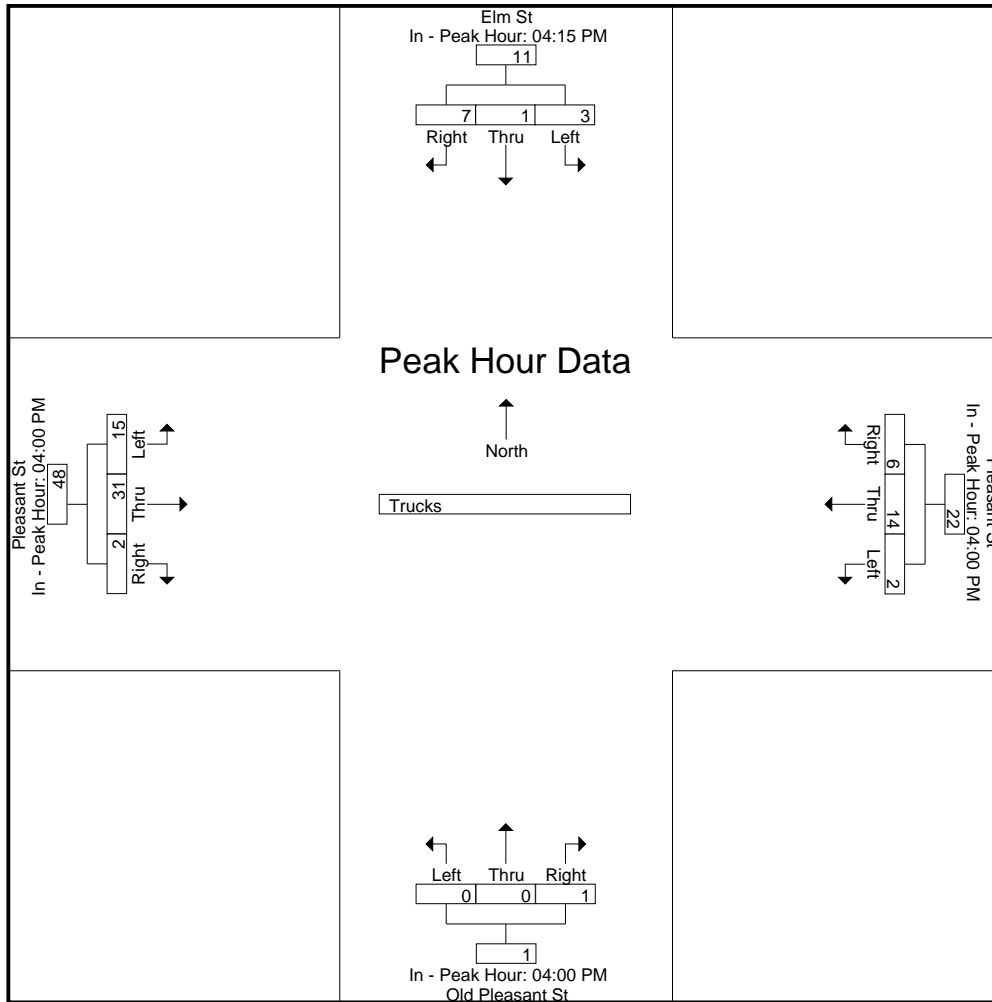 Elm St
In - Peak Hour: 04:15 PM
11
7 1 3
Right Thru Left
Peak Hour Data
North
Trucks
Pleasant St
In - Peak Hour: 04:00 PM
48
15 31 2
Left Thru Right
Pleasant St
In - Peak Hour: 04:00 PM
22
6 14 2
Right Thru Left
Left Thru Right
0 0 1
1
In - Peak Hour: 04:00 PM
Old Pleasant St